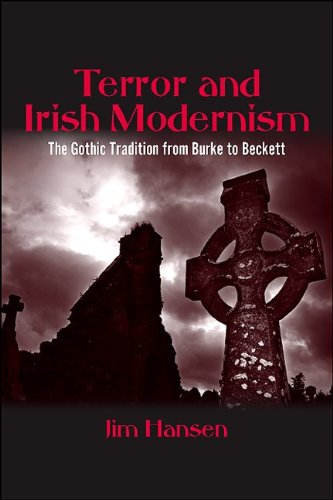 Terror and
Irish Modernism
The Gothic Tradition from Burke to Beckett
Jim Hansen